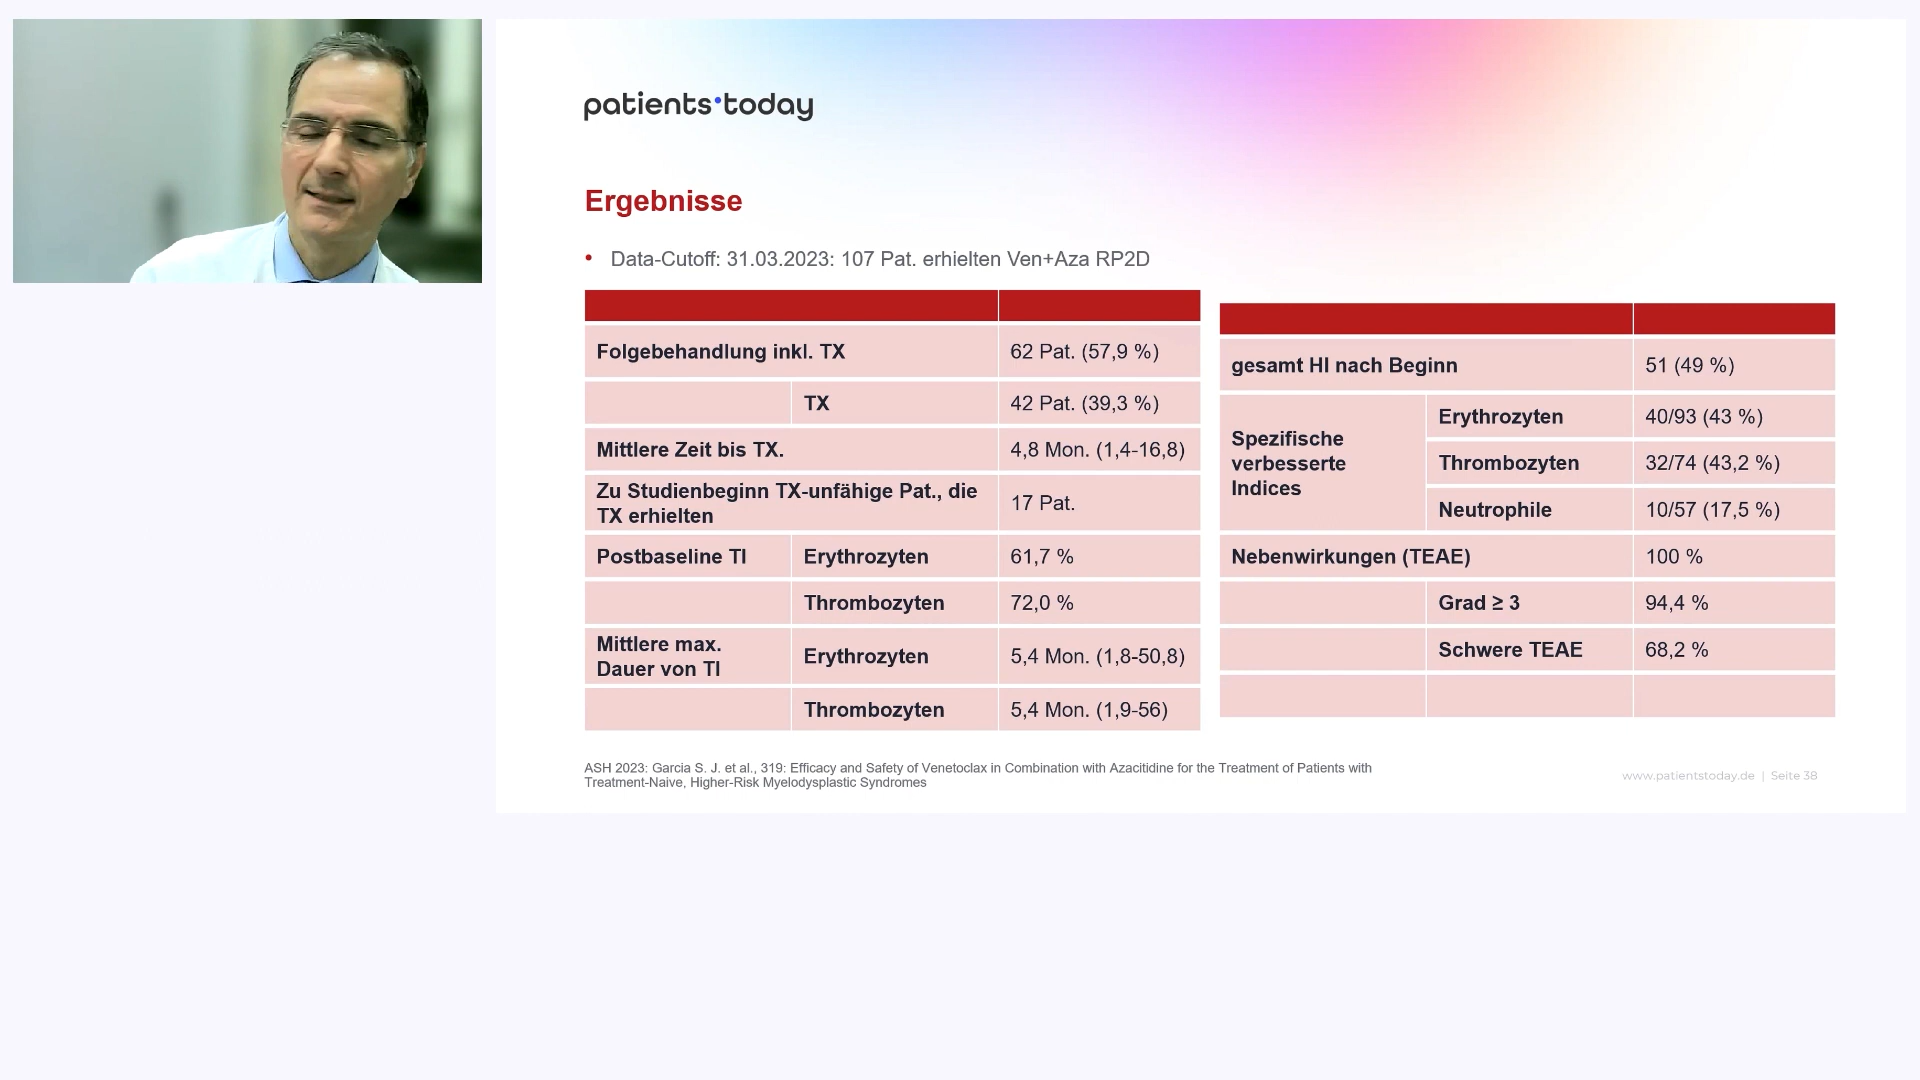 patients•today
Ergebnisse
• Data-Cutoff: 31.03.2023: 107 Pat. erhielten Ven+Aza RP2D
Folgebehandlung inkl. TX 62 Pat. (57,9 %)
TX 42 Pat. (39,3 %)
Mittlere Zeit bis TX. 4,8 Mon. (1,4-16,8)
Zu Studienbeginn TX-unfähige Pat., die
TX erhielten
17 Pat.
Postbaseline TI Erythrozyten 61,7 %
Thrombozyten 72,0 %
Mittlere max.
Dauer von TI
Erythrozyten 5,4 Mon. (1,8-50,8)
Thrombozyten 5,4 Mon. (1,9-56)
gesamt HI nach Beginn 51 (49 %)
Spezifische
verbesserte
Indices
Erythrozyten 40/93 (43 %)
Thrombozyten 32/74 (43,2 %)
Neutrophile 10/57 (17,5 %)
Nebenwirkungen (TEAE) 100 %
Grad ≥ 3 94,4 %
Schwere TEAE 68,2 %
ASH 2023: Garcia S. J. et al., 319: Efficacy and Safety of Venetoclax in Combination with Azacitidine for the Treatment of Patients with
Treatment-Naive, Higher-Risk Myelodysplastic Syndromes
www.patientstoday.de | Seite 38